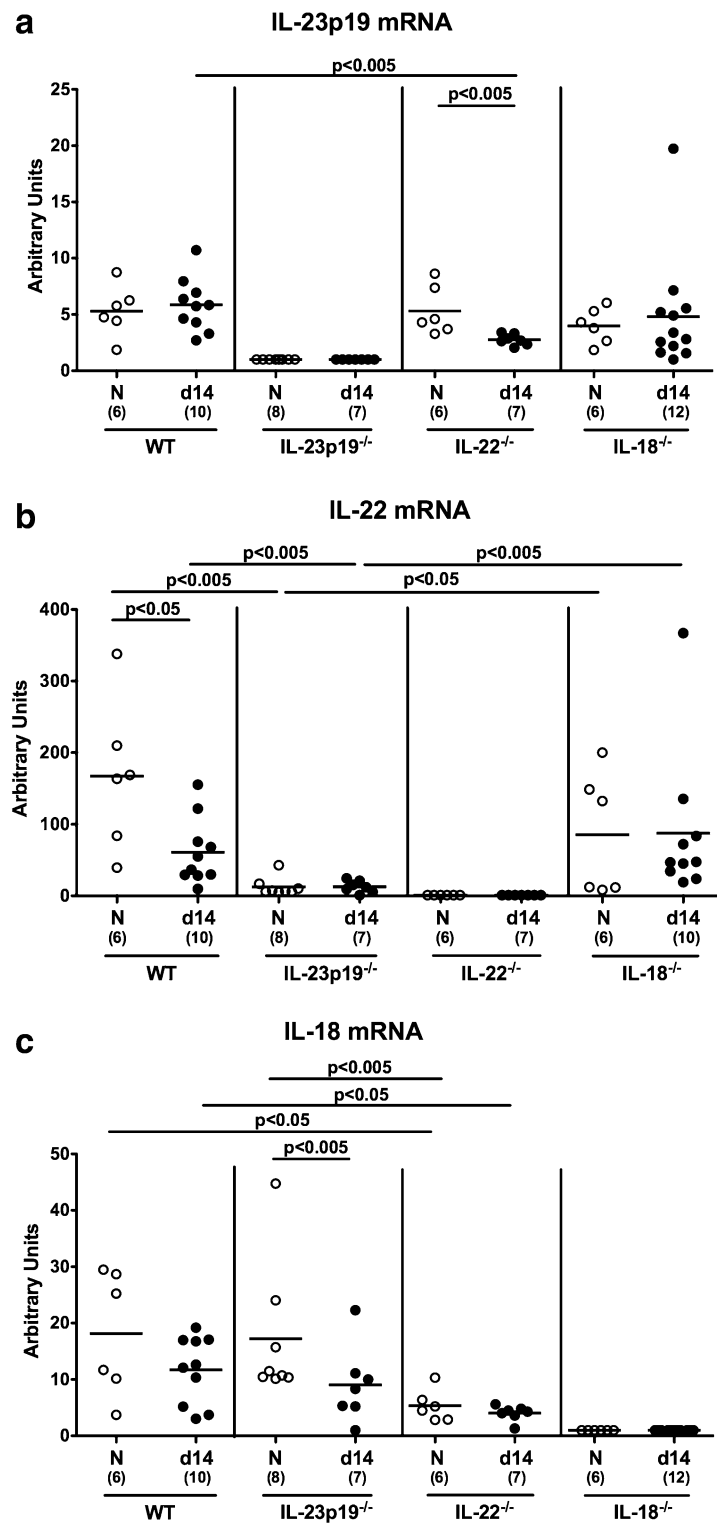 a
IL-23p19 mRNA
p<0.005
p<0.005
Arbitrary Units
25
20
15
10
5
0
N d14 N d14 N d14 N d14
(6) (10) (8) (7) (6) (7) (6) (12)
WT IL-23p19-/- IL-22-/- IL-18-/-
b
IL-22 mRNA
p<0.005 p<0.005
p<0.005 p<0.05
p<0.05
Arbitrary Units
400
300
200
100
0
N d14 N d14 N d14 N d14
(6) (10) (8) (7) (6) (7) (6) (10)
WT IL-23p19-/- IL-22-/- IL-18-/-
c
IL-18 mRNA
p<0.005
p<0.05
p<0.05
p<0.005
Arbitrary Units
50
40
30
20
10
0
N d14 N d14 N d14 N d14
(6) (10) (8) (7) (6) (7) (6) (12)
WT IL-23p19-/- IL-22-/- IL-18-/-